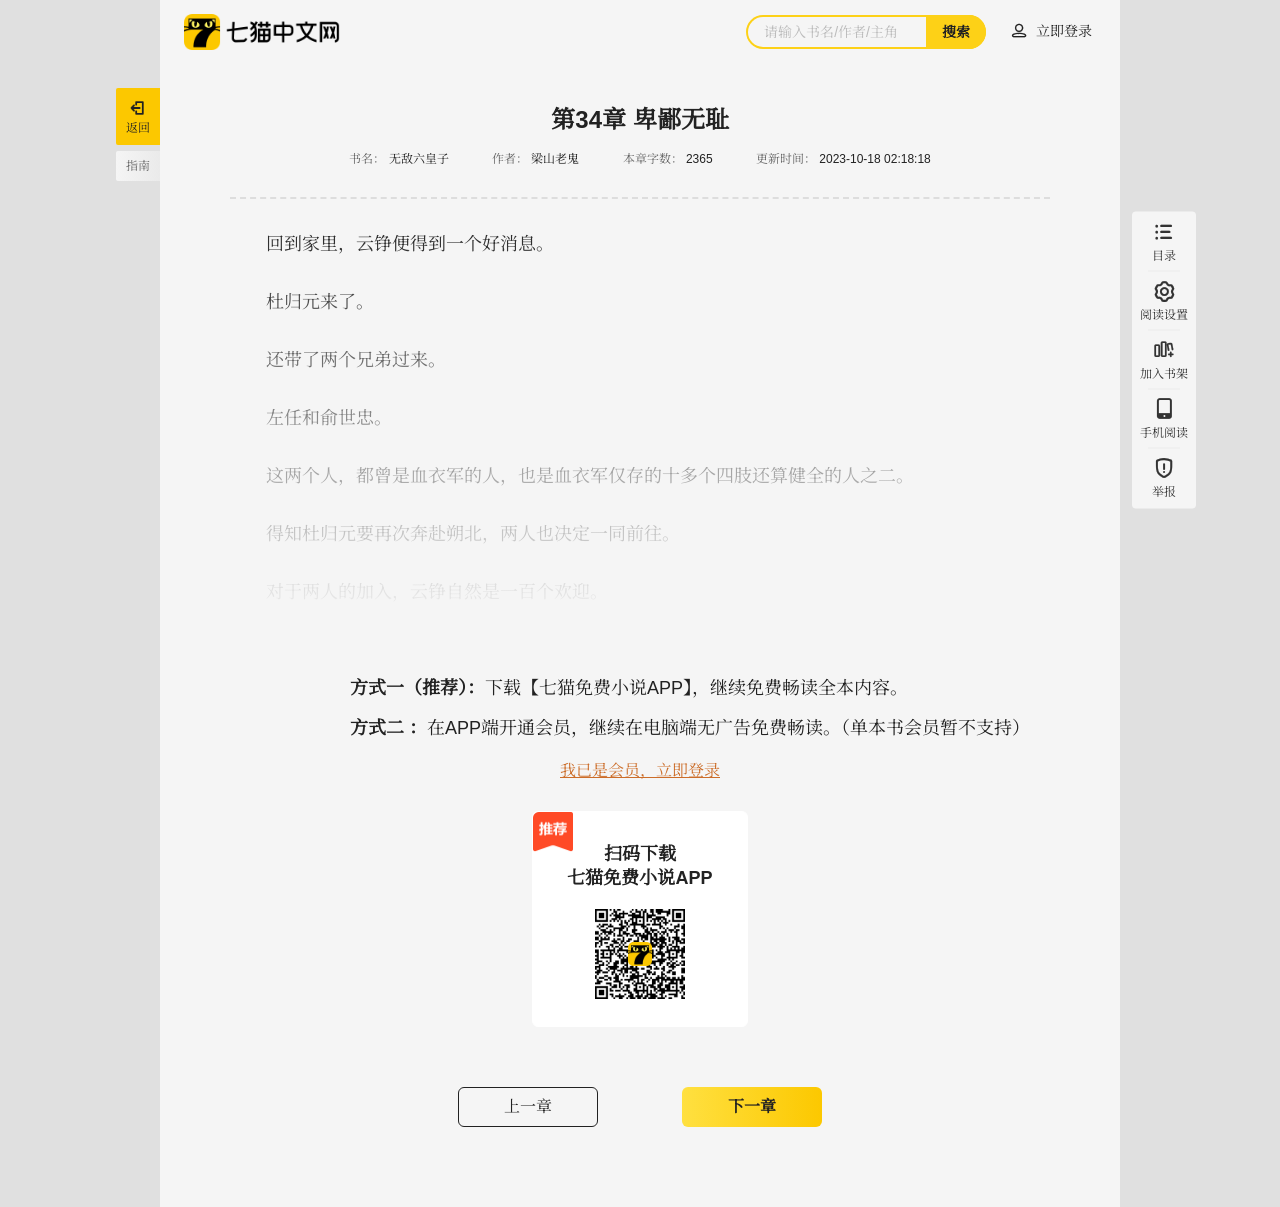 七猫中文网
请输入书名/作者/主角
搜索
立即登录
返回
指南
第34章 卑鄙无耻
书名： 无敌六皇子 作者： 梁山老鬼 本章字数： 2365 更新时间： 2023-10-18 02:18:18
回到家里，云铮便得到一个好消息。
杜归元来了。
还带了两个兄弟过来。
左任和俞世忠。
这两个人，都曾是血衣军的人，也是血衣军仅存的十多个四肢还算健全的人之二。
得知杜归元要再次奔赴朔北，两人也决定一同前往。
对于两人的加入，云铮自然是一百个欢迎。
目录
阅读设置
加入书架
手机阅读
举报
方式一（推荐）：下载【七猫免费小说APP】，继续免费畅读全本内容。
方式二 ：在APP端开通会员，继续在电脑端无广告免费畅读。（单本书会员暂不支持）
我已是会员，立即登录
推荐
扫码下载
七猫免费小说APP
上一章
下一章